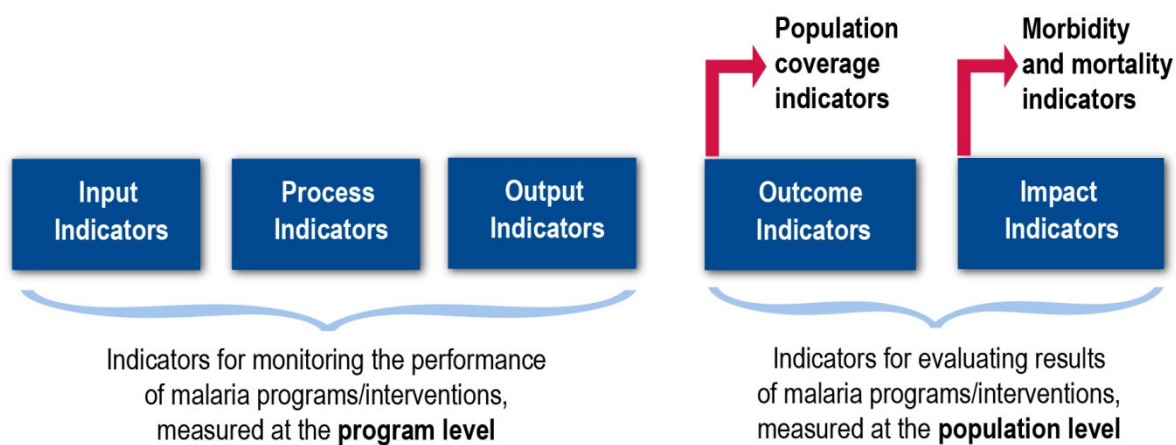 Population
coverage
indicators
Morbidity
and mortality
indicators
Input
Indicators
Process
Indicators
Output
Indicators
Outcome
Indicators
Impact
Indicators
Indicators for monitoring the performance
of malaria programs/interventions,
measured at the program level
Indicators for evaluating results
of malaria programs/interventions,
measured at the population level